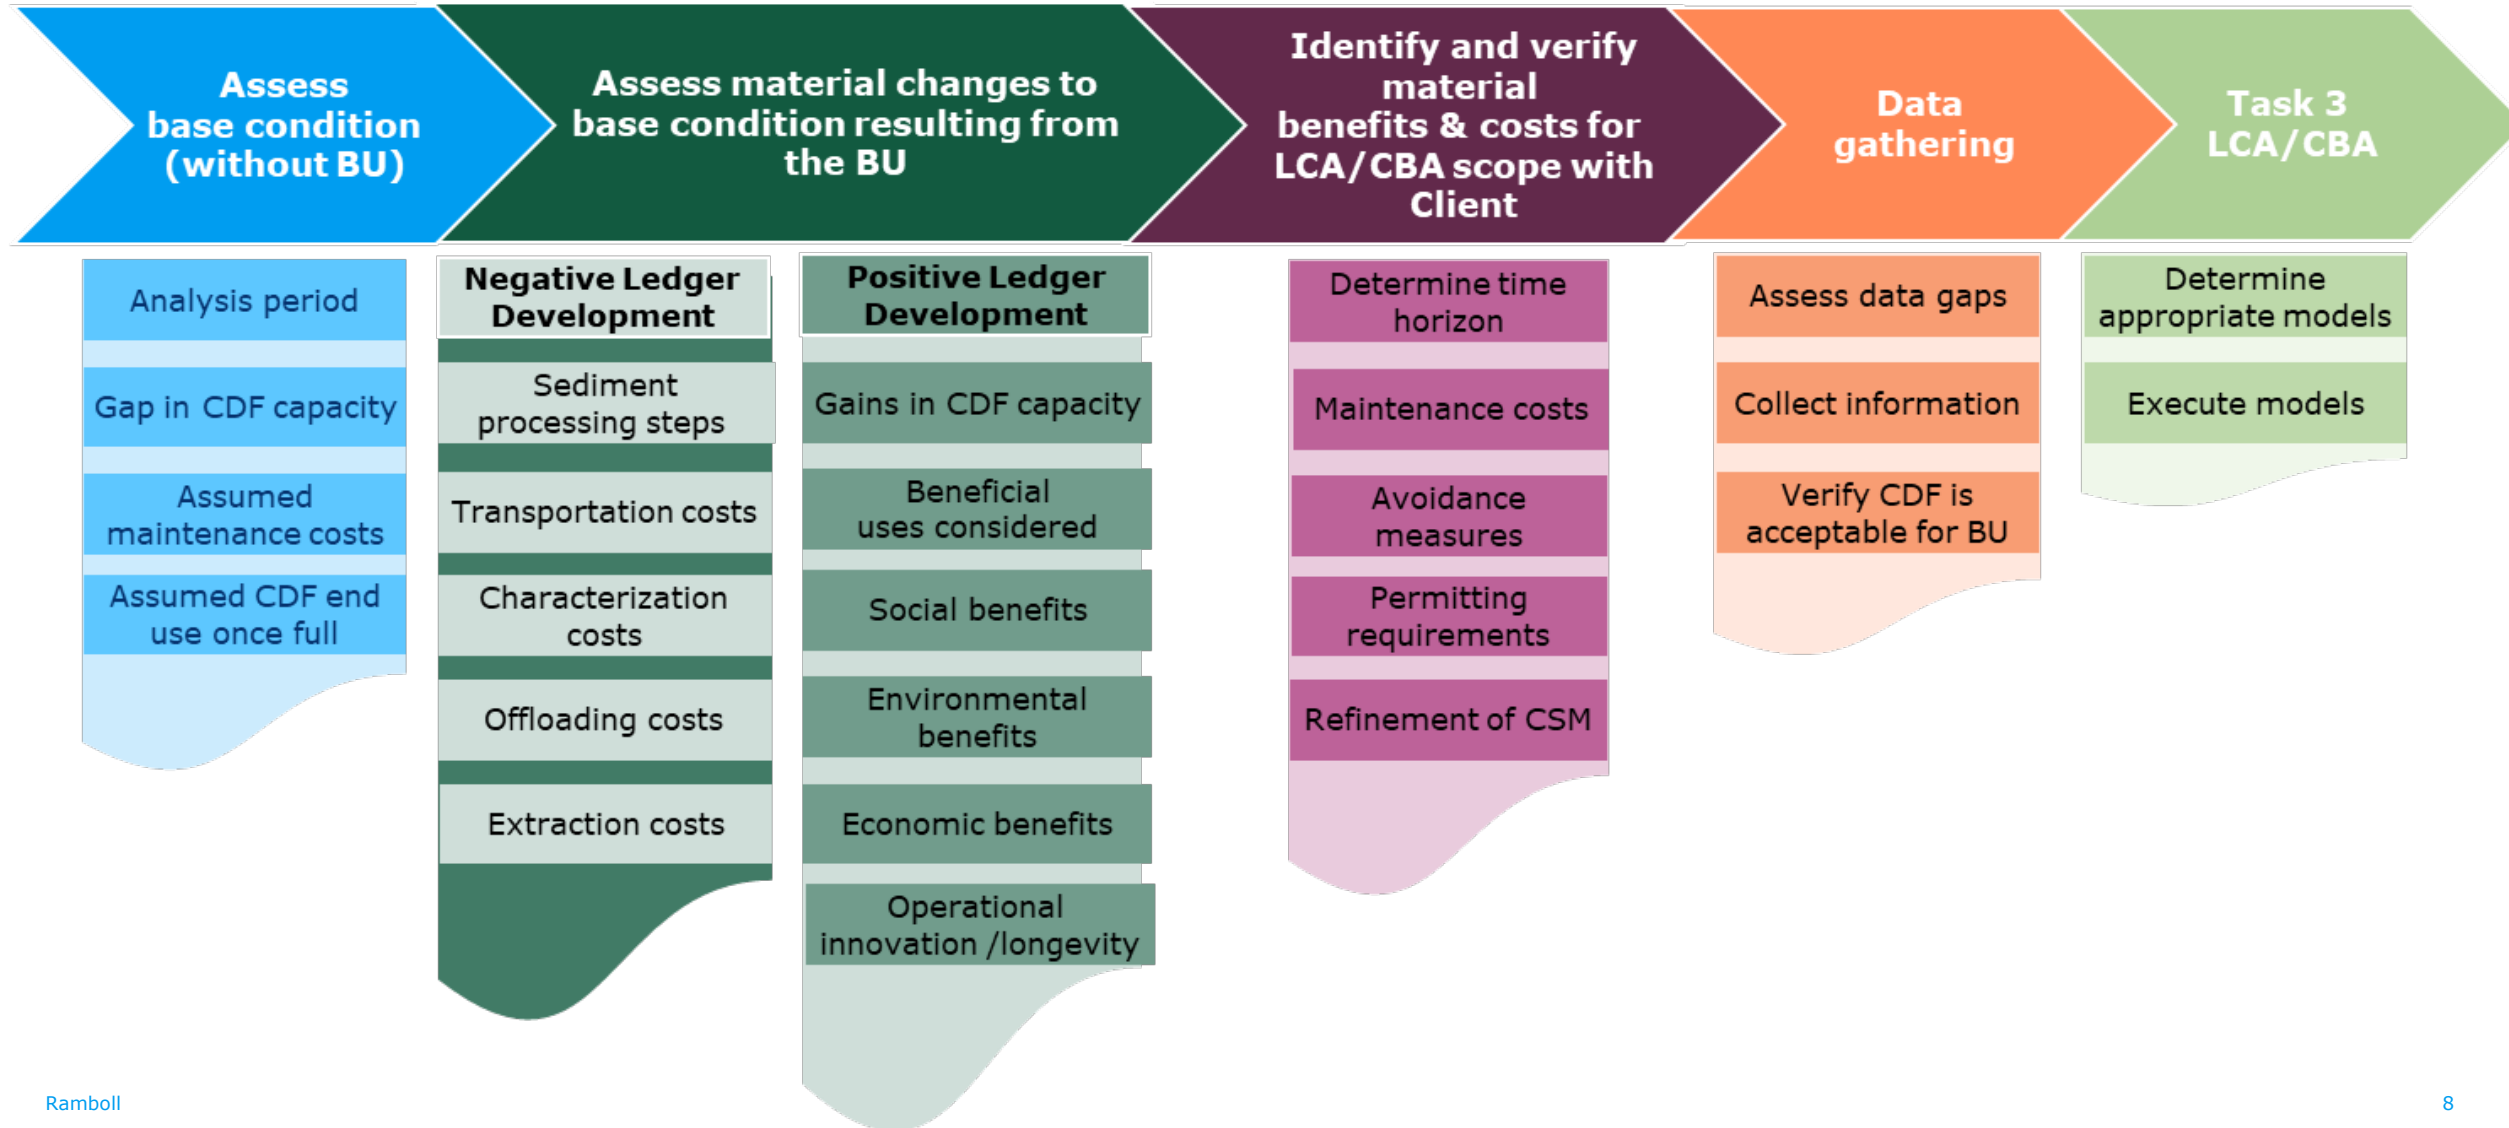 Assess
base condition
(without BU)
Assess material changes to
base condition resulting from
the BU
Identify and verify
material
benefits & costs for
LCA/CBA scope with
Client
Data
gathering
Task 3
LCA/CBA
Analysis period
Gap in CDF capacity
Assumed
maintenance costs
Assumed CDF end
use once full
Negative Ledger
Development
Sediment
processing steps
Transportation costs
Characterization
costs
Offloading costs
Extraction costs
Positive Ledger
Development
Gains in CDF capacity
Beneficial
uses considered
Social benefits
Environmental
benefits
Economic benefits
Operational
innovation /longevity
Determine time
horizon
Maintenance costs
Avoidance
measures
Permitting
requirements
Refinement of CSM
Assess data gaps
Collect information
Verify CDF is
acceptable for BU
Determine
appropriate models
Execute models
Ramboll
8